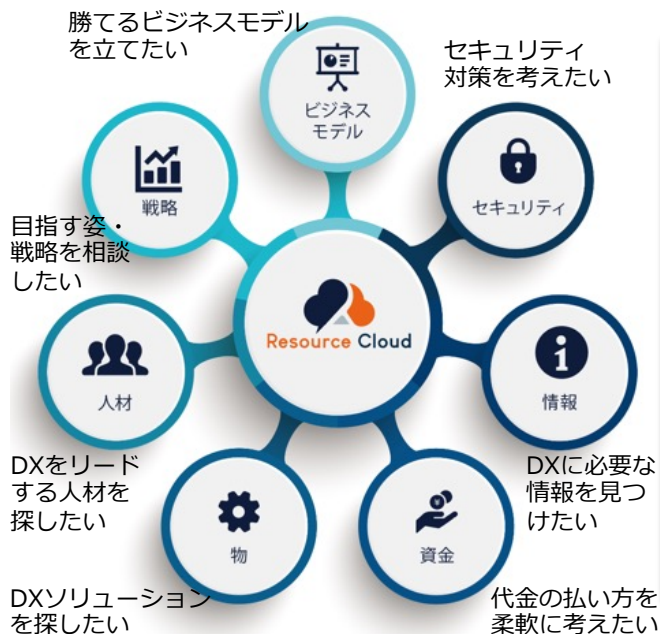 勝てるビジネスモデル
を立てたい
ビジネス
モデル
セキュリティ
対策を考えたい
セキュリティ
戦略
目指す姿・
戦略を相談
したい
Resource Cloud
人材
DXをリード
する人材を
探したい
情報
DXに必要な
情報を見つ
けたい
物
DXソリューション
を探したい
資金
代金の払い方を
柔軟に考えたい